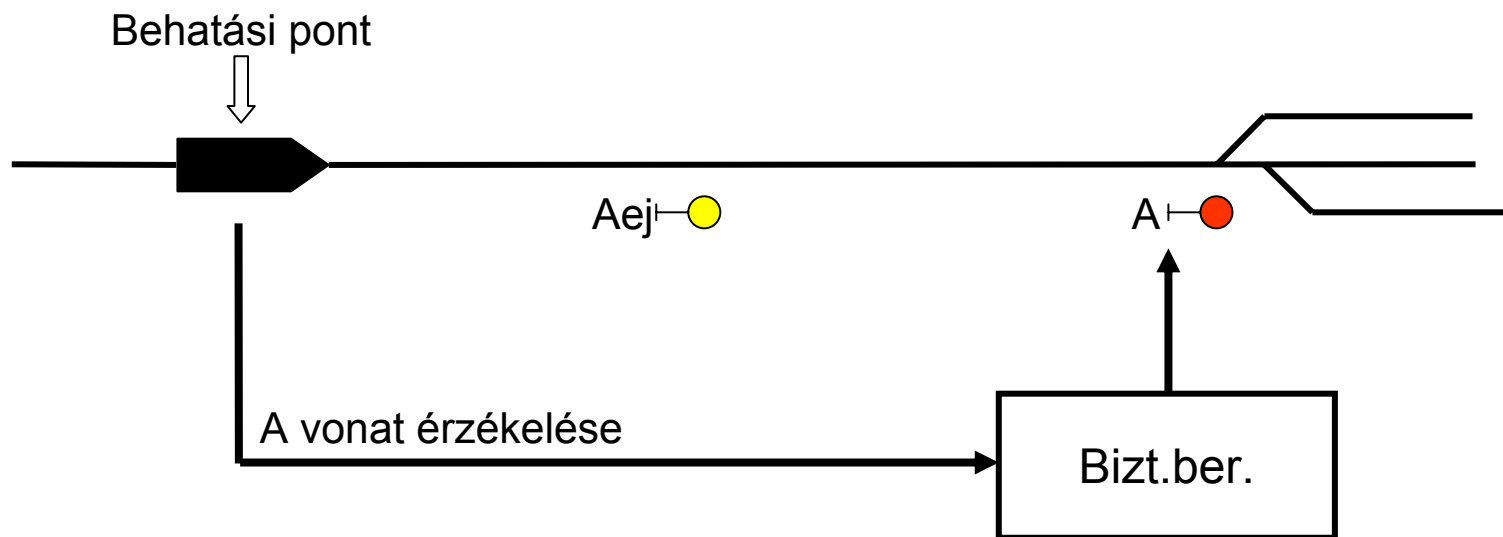 Behatási pont
Aej
A
A vonat érzékelése
Bizt.ber.